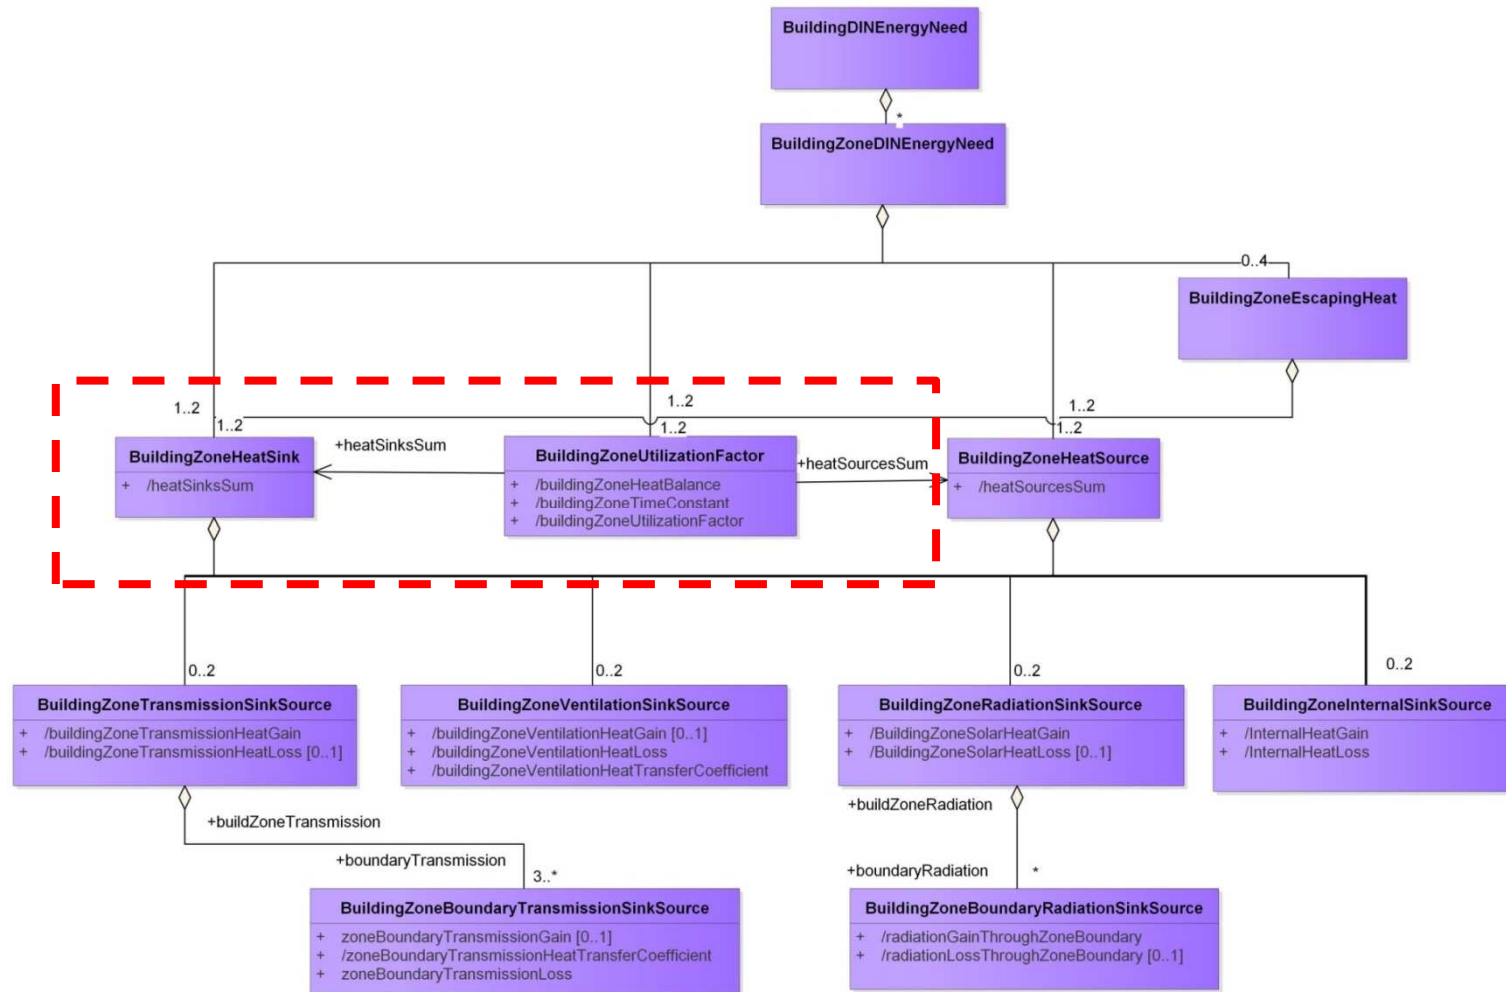 BuildingDINEnergyNeed
*
BuildingZoneDINEnergyNeed
0..4
BuildingZoneEscapingHeat
1..2
1..2
1..2
1..2
1..2
1..2
+heatSinksSum
+heatSourcesSum
BuildingZoneHeatSink
+ /heatSinksSum
BuildingZoneUtilizationFactor
+ /buildingZoneHeatBalance
+ /buildingZoneTimeConstant
+ /buildingZoneUtilizationFactor
BuildingZoneHeatSource
+ /heatSourcesSum
0..2
0..2
0..2
0..2
BuildingZoneTransmissionSinkSource
+ /buildingZoneTransmissionHeatGain
+ /buildingZoneTransmissionHeatLoss [0..1]
BuildingZoneVentilationSinkSource
+ /buildingZoneVentilationHeatGain [0..1]
+ /buildingZoneVentilationHeatLoss
+ /buildingZoneVentilationHeatTransferCoefficient
BuildingZoneRadiationSinkSource
+ /BuildingZoneSolarHeatGain
+ /BuildingZoneSolarHeatLoss [0..1]
BuildingZoneInternalSinkSource
+ /InternalHeatGain
+ /InternalHeatLoss
+buildZoneTransmission
+boundaryTransmission
3..*
+buildZoneRadiation
+boundaryRadiation
*
BuildingZoneBoundaryTransmissionSinkSource
+ zoneBoundaryTransmissionGain [0..1]
+ /zoneBoundaryTransmissionHeatTransferCoefficient
+ zoneBoundaryTransmissionLoss
BuildingZoneBoundaryRadiationSinkSource
+ /radiationGainThroughZoneBoundary
+ /radiationLossThroughZoneBoundary [0..1]